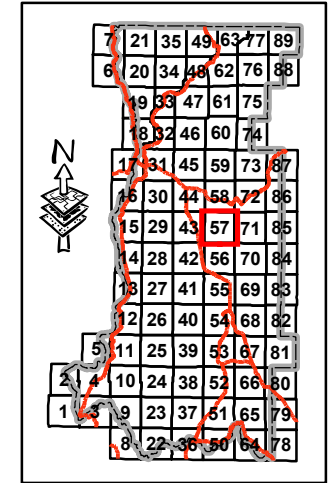 7 21 35 49 63 77 89
6 20 34 48 62 76 88
19 33 47 61 75
18 32 46 60 74
17 31 45 59 73 87
N
16 30 44 58 72 86
15 29 43 57 71 85
14 28 42 56 70 84
13 27 41 55 69 83
12 26 40 54 68 82
5 11 25 39 53 67 81
2 4 10 24 38 52 66 80
1 3 9 23 37 51 65 79
8 22 36 50 64 78